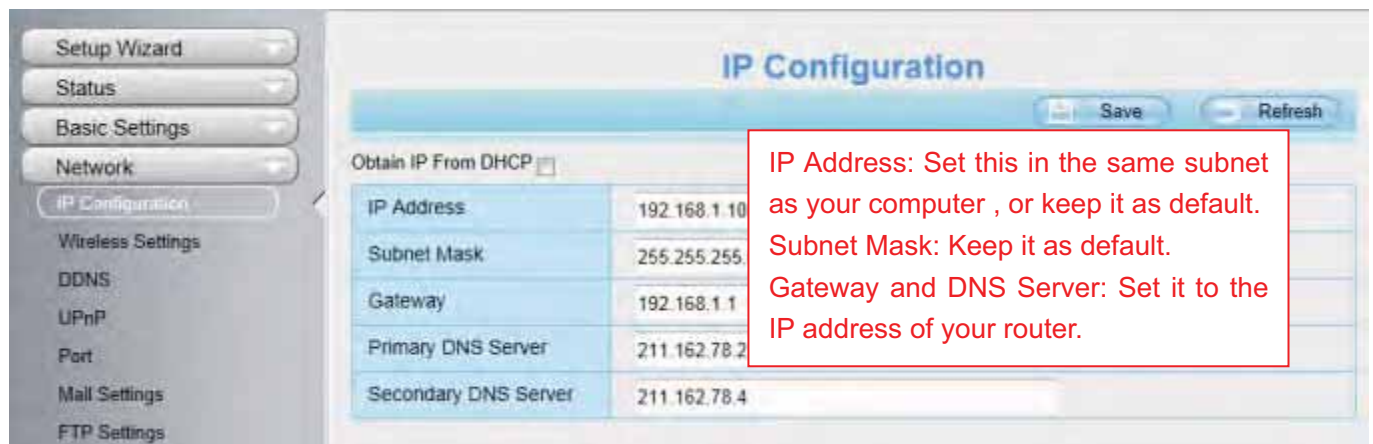 Setup Wizard
Status
Basic Settings
Network
IP Configuration
Wireless Settings
DDNS
UPnP
Port
Mail Settings
FTP Settings
IP Configuration
Save Refresh
Obtain IP From DHCP
IP Address 192.168.1.10
Subnet Mask 255.255.255.
Gateway 192.168.1.1
Primary DNS Server 211.162.78.2
Secondary DNS Server 211.162.78.4
IP Address: Set this in the same subnet
as your computer , or keep it as default.
Subnet Mask: Keep it as default.
Gateway and DNS Server: Set it to the
IP address of your router.